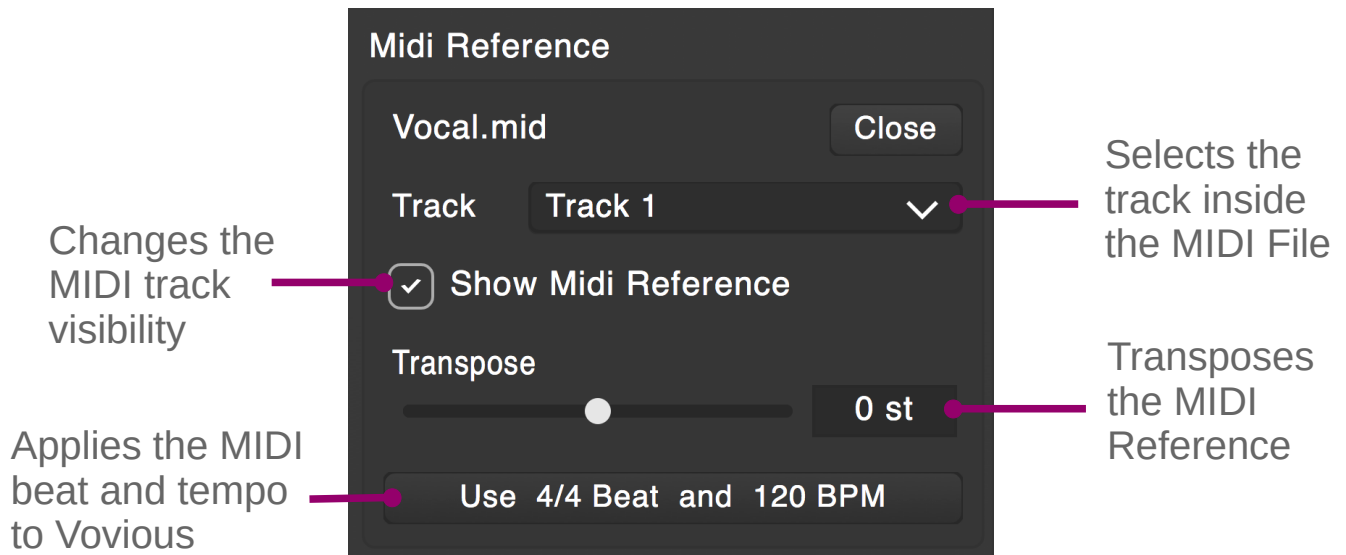 Midi Reference
Vocal.mid
Close
Track
Track 1
Selects the
track inside
the MIDI File
Changes the
MIDI track
visibility
Show Midi Reference
Transpose
0 st
Transposes
the MIDI
Reference
Applies the MIDI
beat and tempo
to Vovious
Use 4/4 Beat and 120 BPM